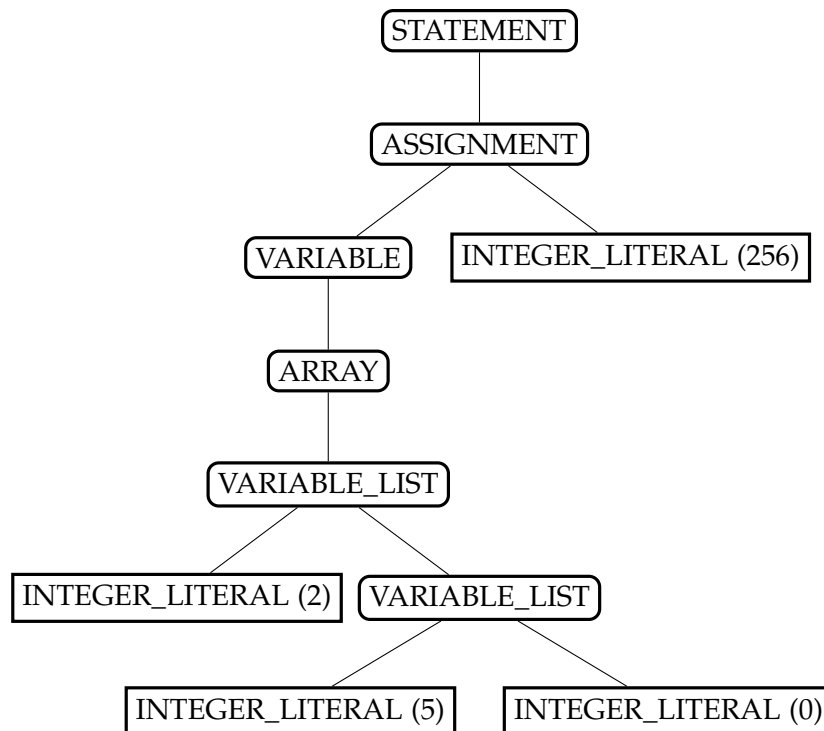 STATEMENT
ASSIGNMENT
VARIABLE
INTEGER_LITERAL (256)
ARRAY
VARIABLE_LIST
INTEGER_LITERAL (2)
VARIABLE_LIST
INTEGER_LITERAL (5)
INTEGER_LITERAL (0)